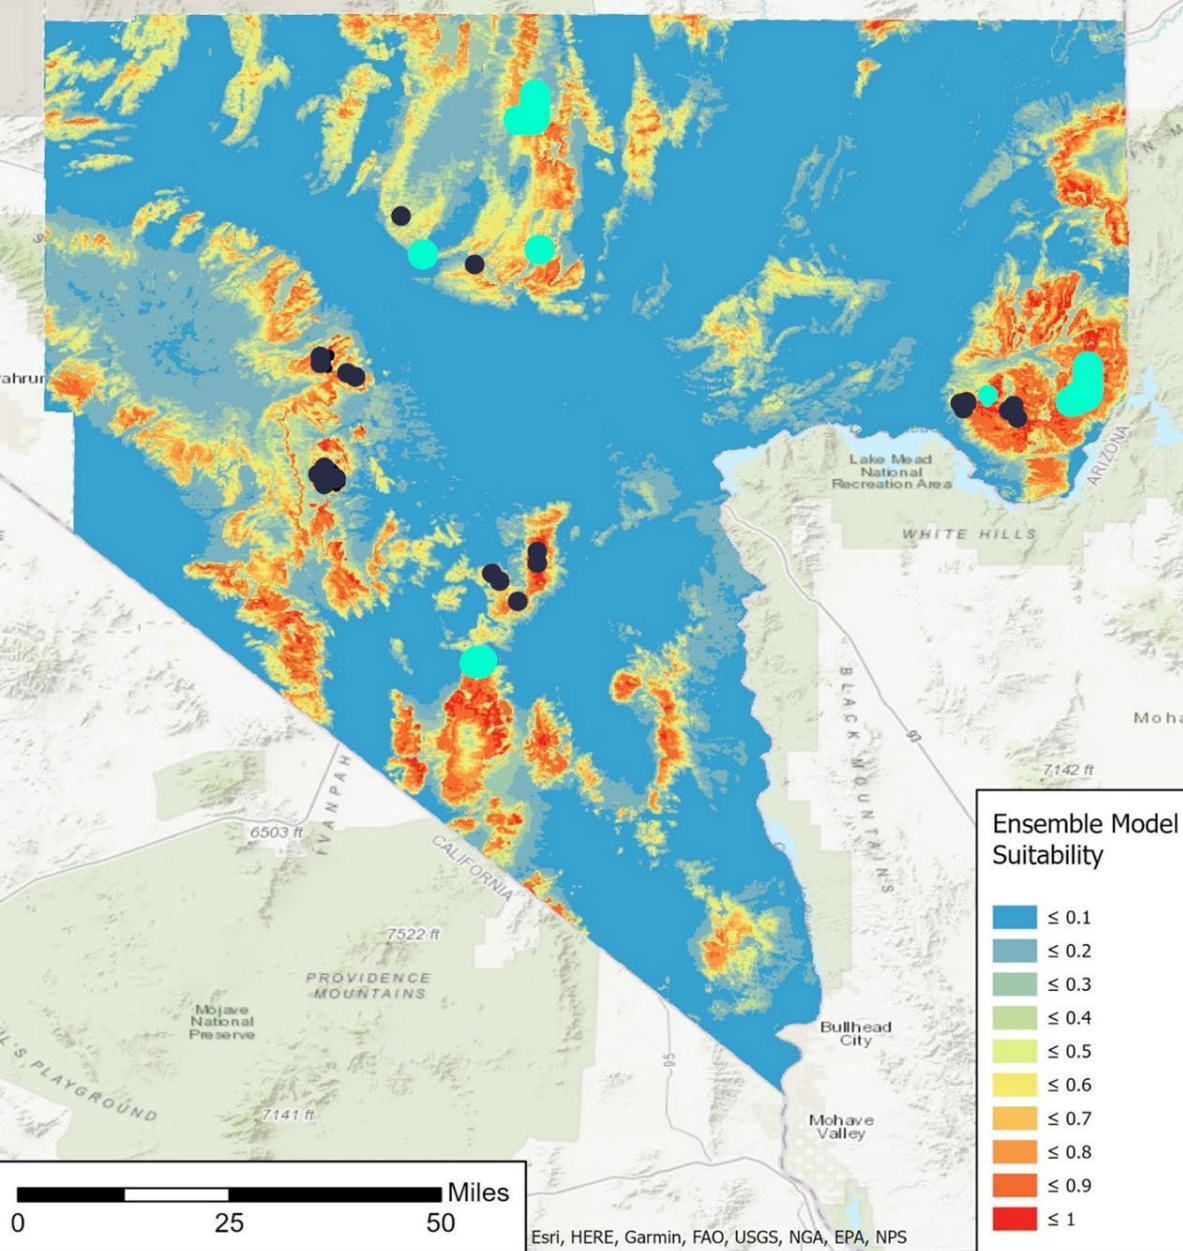 ahrur
Lake Mead
National
Recreation Area
ARIZONA
WHITE HILLS
BLACK MOUNTAINS
93
Moha
7142 ft
IVANPAH
6503 ft
CALIFORNIA
7522 ft
PROVIDENCE
MOUNTAINS
Mojave
National
Preserve
IL'S PLAYGROUND
7141 ft
95
Bullhead
City
Mohave
Valley
Ensemble Model
Suitability
≤ 0.1
≤ 0.2
≤ 0.3
≤ 0.4
≤ 0.5
≤ 0.6
≤ 0.7
≤ 0.8
≤ 0.9
≤ 1
Miles
0 25 50
Esri, HERE, Garmin, FAO, USGS, NGA, EPA, NPS